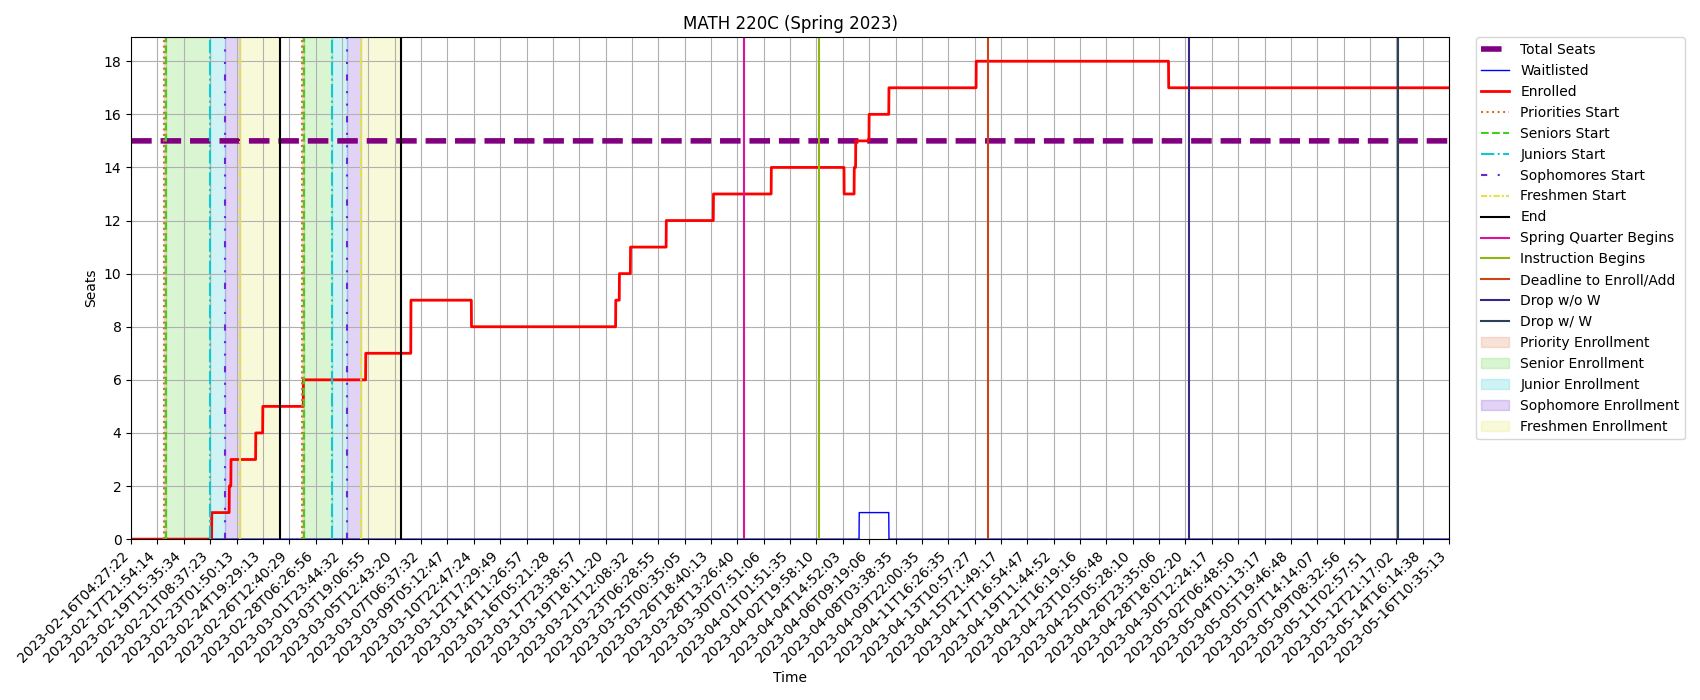 MATH 220C (Spring 2023)
Seats
18
16
14
12
10
8
6
4
2
0
2023-02-16T04:27:22
2023-02-17T21:54:14
2023-02-19T15:35:34
2023-02-21T08:37:23
2023-02-23T01:50:13
2023-02-24T19:29:13
2023-02-26T12:40:29
2023-02-28T06:26:56
2023-03-01T23:44:32
2023-03-03T19:06:55
2023-03-05T12:43:20
2023-03-07T06:37:32
2023-03-09T05:12:47
2023-03-10T22:47:24
2023-03-12T17:29:49
2023-03-14T11:26:57
2023-03-16T05:21:28
2023-03-17T23:38:57
2023-03-19T18:11:20
2023-03-21T12:08:32
2023-03-23T06:28:55
2023-03-25T00:35:05
2023-03-26T18:40:13
2023-03-28T13:26:40
2023-03-30T07:51:06
2023-04-01T01:51:35
2023-04-02T19:58:10
2023-04-04T14:52:03
2023-04-06T09:19:06
2023-04-08T03:38:35
2023-04-09T22:00:35
2023-04-11T16:26:35
2023-04-13T10:57:27
2023-04-15T21:49:17
2023-04-17T16:54:47
2023-04-19T11:44:52
2023-04-21T16:19:16
2023-04-23T10:56:48
2023-04-25T05:28:10
2023-04-26T23:35:06
2023-04-28T18:02:20
2023-04-30T12:24:17
2023-05-02T06:48:50
2023-05-04T01:13:17
2023-05-05T19:46:48
2023-05-07T14:14:07
2023-05-09T08:32:56
2023-05-11T02:57:51
2023-05-12T21:17:02
2023-05-14T16:14:38
2023-05-16T10:35:13
Time
Total Seats
Waitlisted
Enrolled
Priorities Start
Seniors Start
Juniors Start
Sophomores Start
Freshmen Start
End
Spring Quarter Begins
Instruction Begins
Deadline to Enroll/Add
Drop w/o W
Drop w/ W
Priority Enrollment
Senior Enrollment
Junior Enrollment
Sophomore Enrollment
Freshmen Enrollment